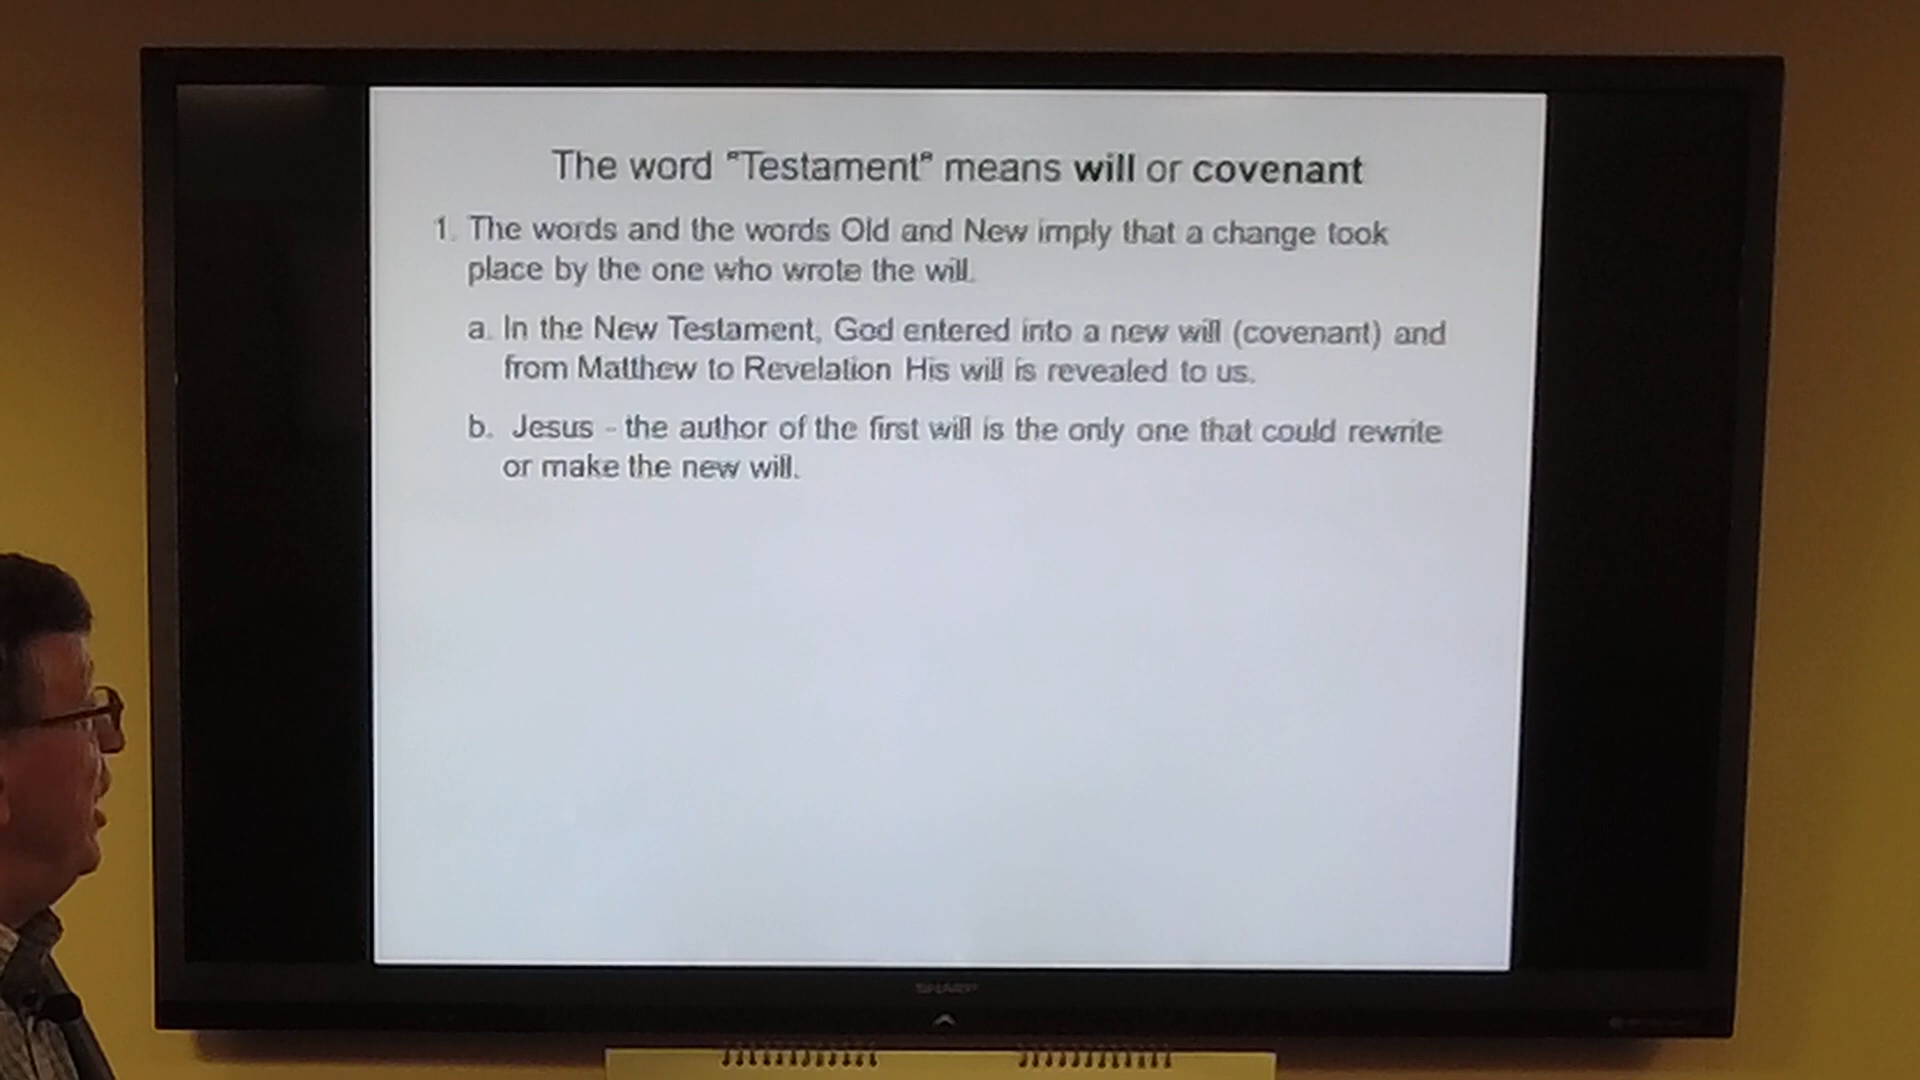 The word "Testament" means will or covenant
1. The words and the words Old and New imply that a change took
place by the one who wrote the will.
a. In the New Testament, God entered into a new will (covenant) and
from Matthew to Revelation His will is revealed to us.
b. Jesus - the author of the first will is the only one that could rewrite
or make the new will.
SHARP